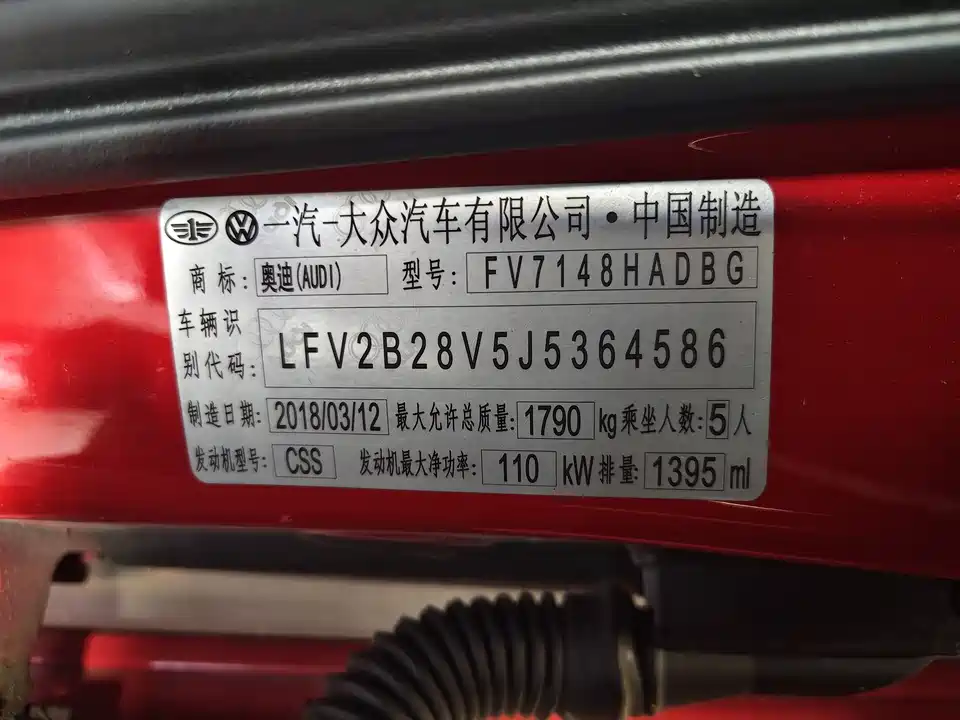 一汽-大众汽车有限公司·中国制造
商标: 奥迪(AUDI) 型号: FV7148HADBG
车辆识别代码: LFV2B28V5J5364586
制造日期: 2018/03/12 最大允许总质量: 1790 kg 乘坐人数: 5 人
发动机型号: CSS 发动机最大净功率: 110 kW 排量: 1395 ml